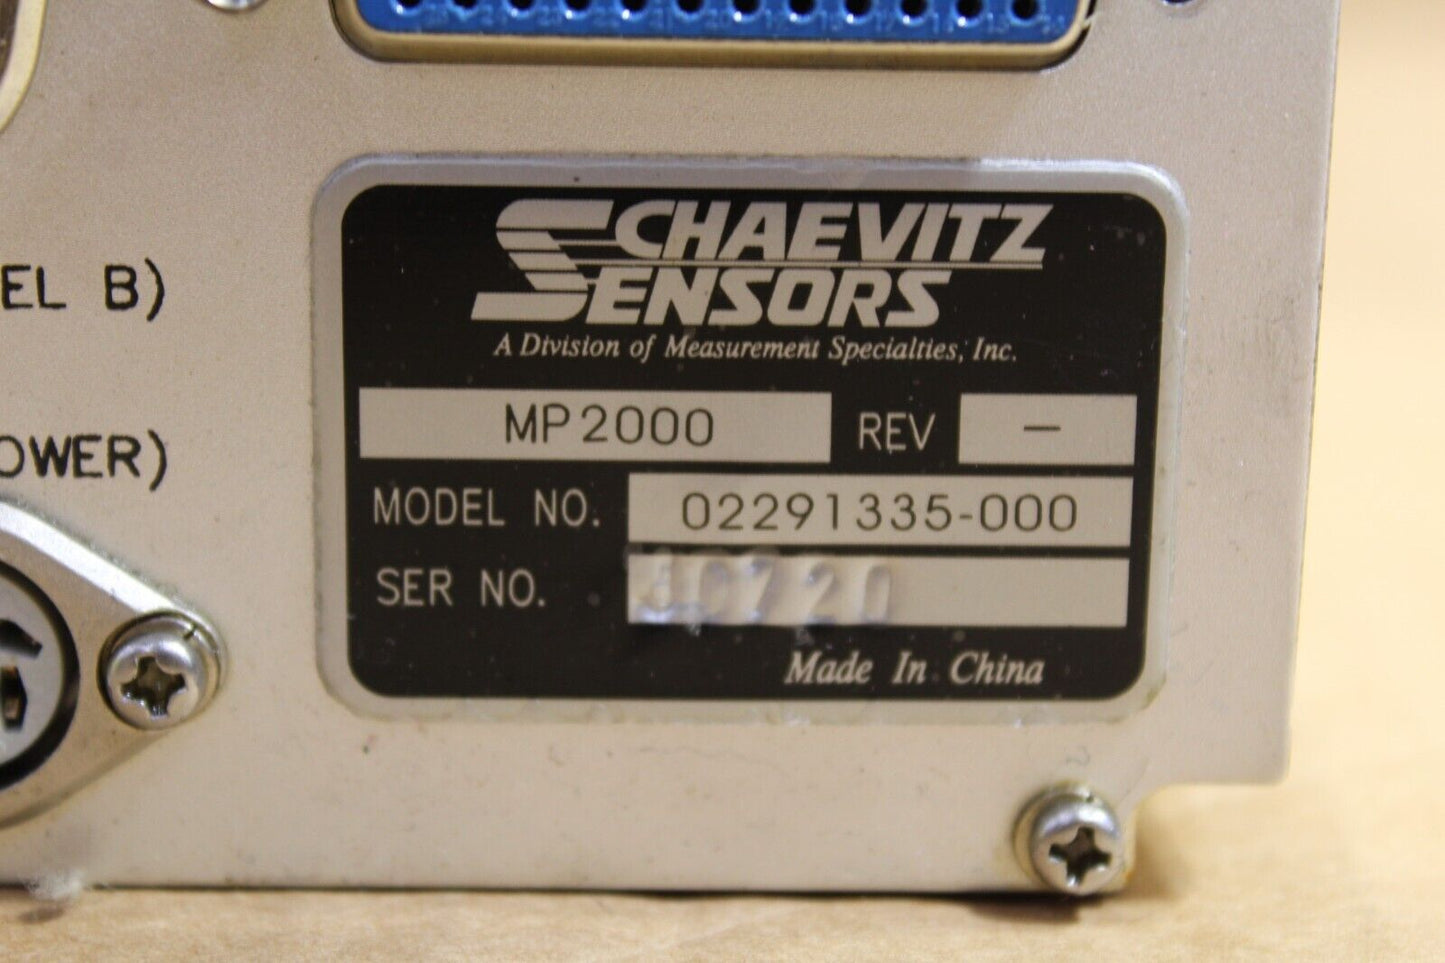 EL B)
OWER)
SCHAEVITZ
SENSORS
A Division of Measurement Specialties, Inc.
MP2000 REV –
MODEL NO. 02291335-000
SER NO.
Made In China